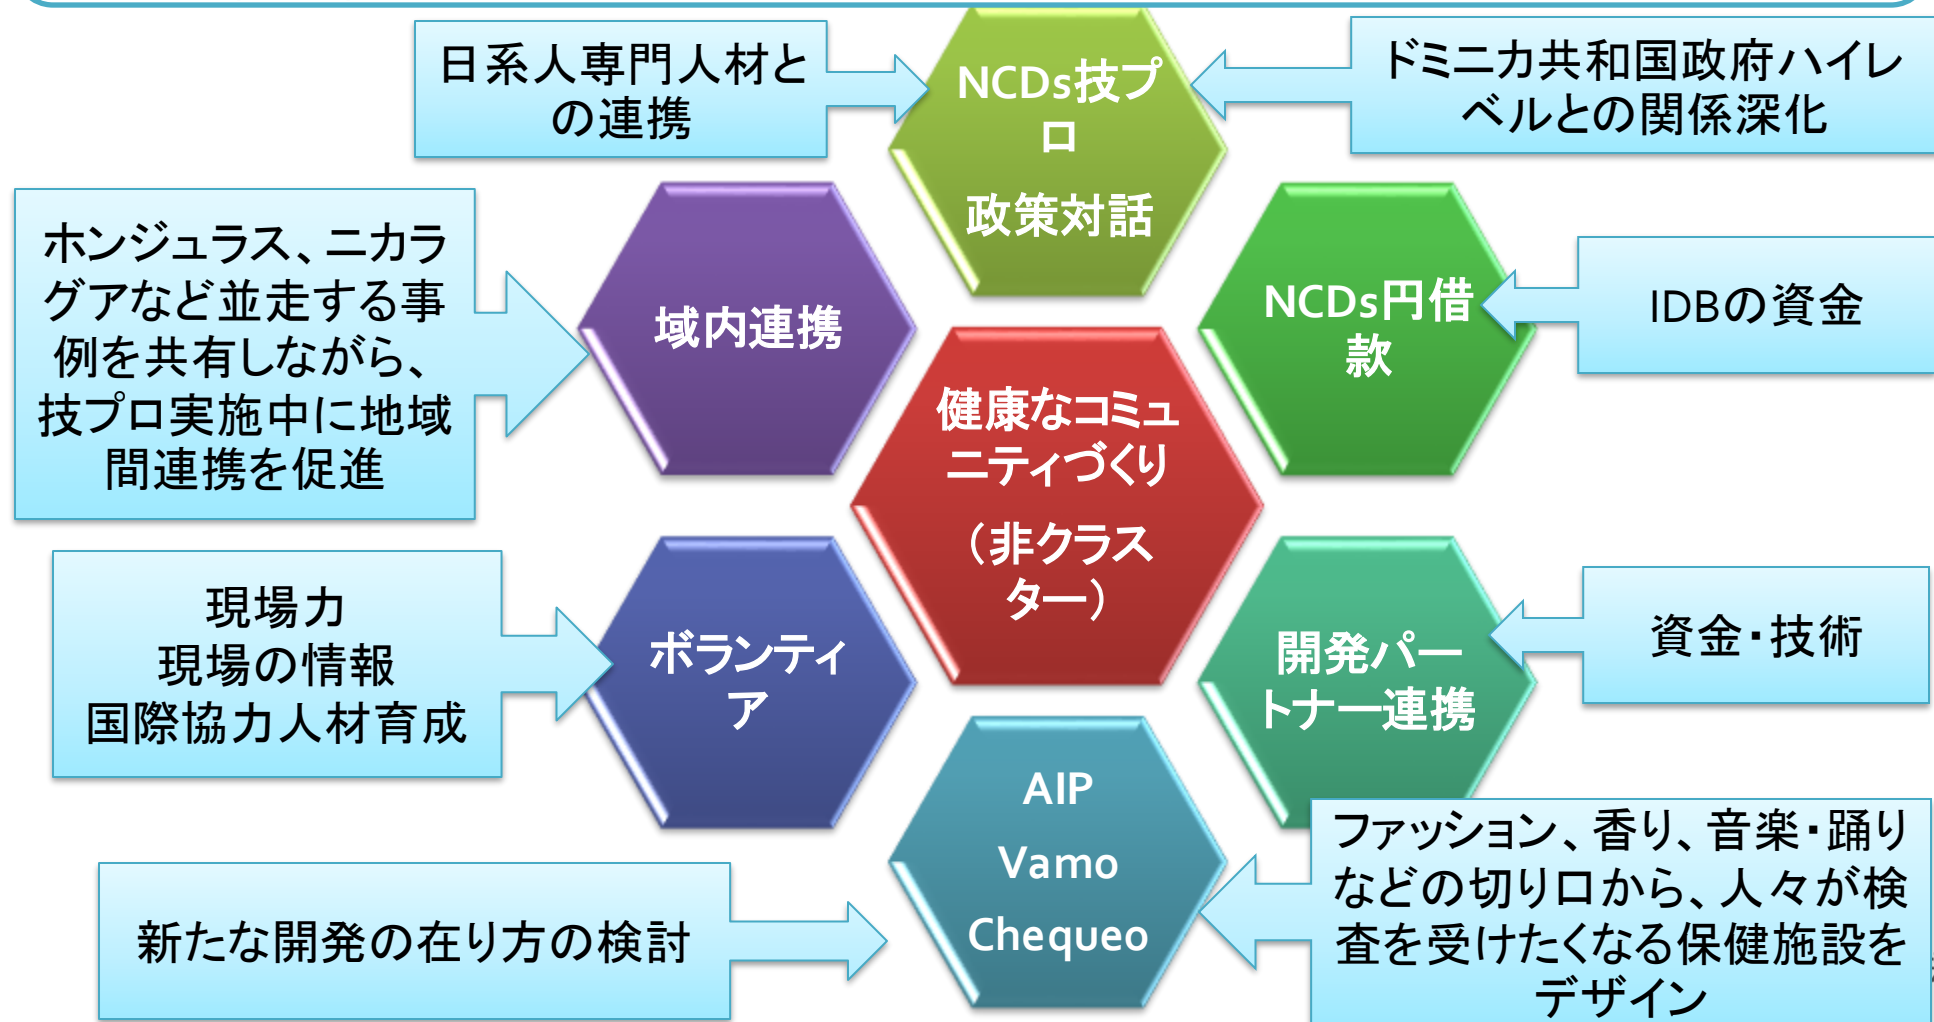 日系人専門人材と
の連携
NCDs技プ
ロ
政策対話
ドミニカ共和国政府ハイレ
ベルとの関係深化
ホンジュラス、ニカラ
グアなど並走する事
例を共有しながら、
技プロ実施中に地域
間連携を促進
域内連携
NCDs円借
款
IDBの資金
健康なコミュ
ニティづくり
（非クラス
ター）
現場力
現場の情報
国際協力人材育成
ボランティ
ア
開発パー
トナー連携
資金・技術
AIP
Vamo
Chequeo
新たな開発の在り方の検討
ファッション、香り、音楽・踊り
などの切り口から、人々が検
査を受けたくなる保健施設を
デザイン